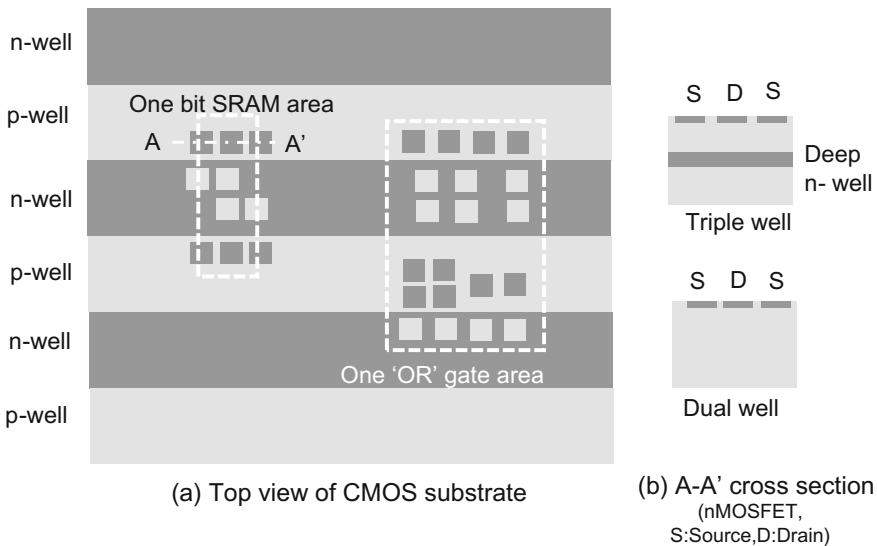 n-well
p-well
One bit SRAM area
A A’
n-well
p-well
n-well
One ‘OR’ gate area
p-well
(a) Top view of CMOS substrate
S D S
Deep
n- well
Triple well
S D S
Dual well
(b) A-A’ cross section
(nMOSFET,
S:Source,D:Drain)